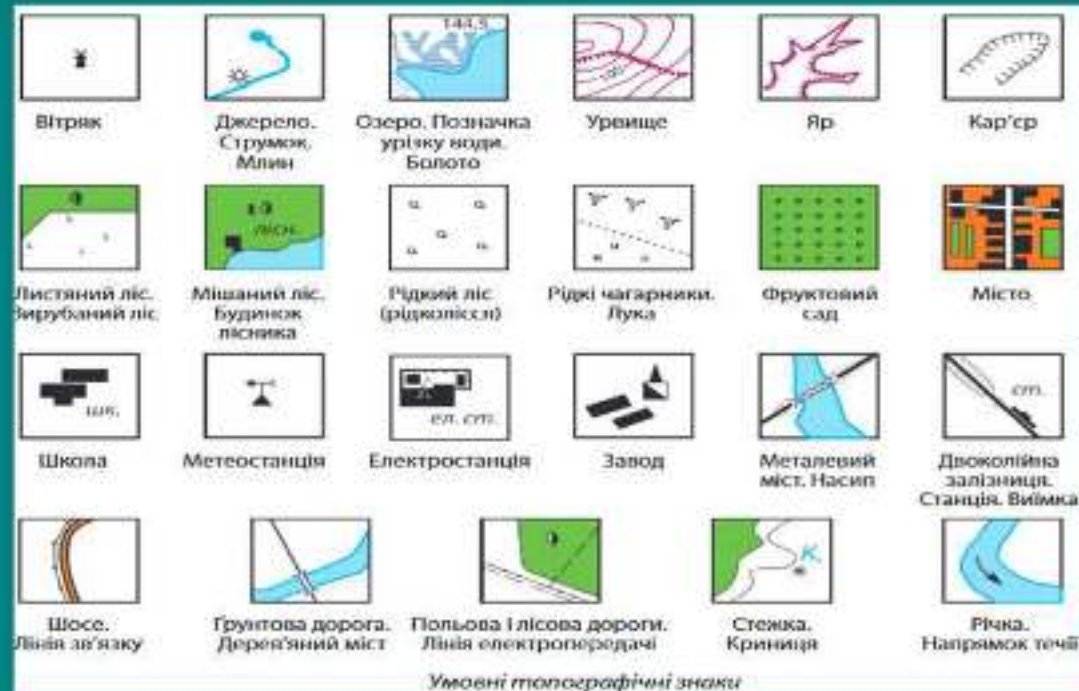 144,5
Вітряк
Джерело.
Струмок.
Млин
Озеро. Позначка
урізку води.
Болото
Урвище
Яр
Кар'єр
лісн.
Листяний ліс.
Вирубаний ліс
Мішаний ліс.
Будинок
лісника
Рідкий ліс
(рідколісся)
Рідкі чагарники.
Лука
Фруктовий
сад
Місто
шк.
ел. ст.
ст.
Школа
Метеостанція
Електростанція
Завод
Металевий
міст. Насип
Двоколійна
залізниця.
Станція. Виїмка
К.
Шосе.
Лінія зв'язку
Ґрунтова дорога.
Дерев'яний міст
Польова і лісова дороги.
Лінія електропередачі
Стежка.
Криниця
Річка.
Напрямок течії
Умовні топографічні знаки